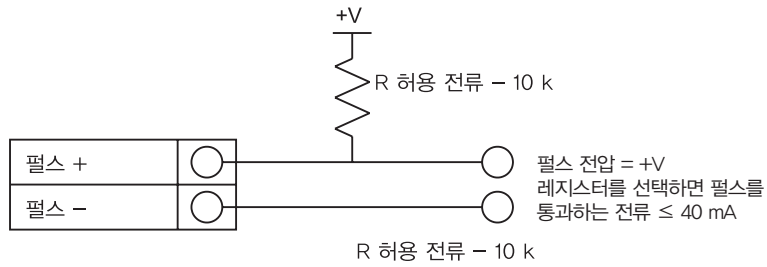 +V
R 허용 전류 – 10 k
펄스 +
펄스 –
펄스 전압 = +V
레지스터를 선택하면 펄스를
통과하는 전류 ≤ 40 mA
R 허용 전류 – 10 k